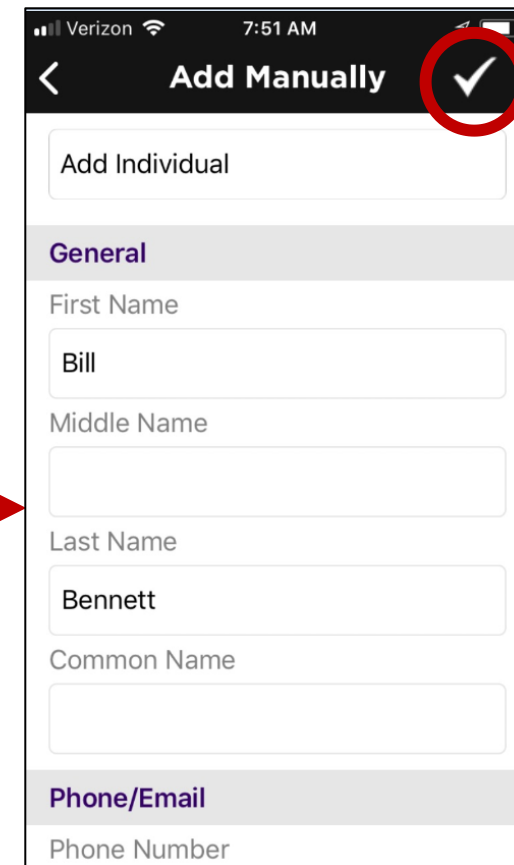 Verizon 7:51 AM
Add Manually
Add Individual
General
First Name
Bill
Middle Name
Last Name
Bennett
Common Name
Phone/Email
Phone Number